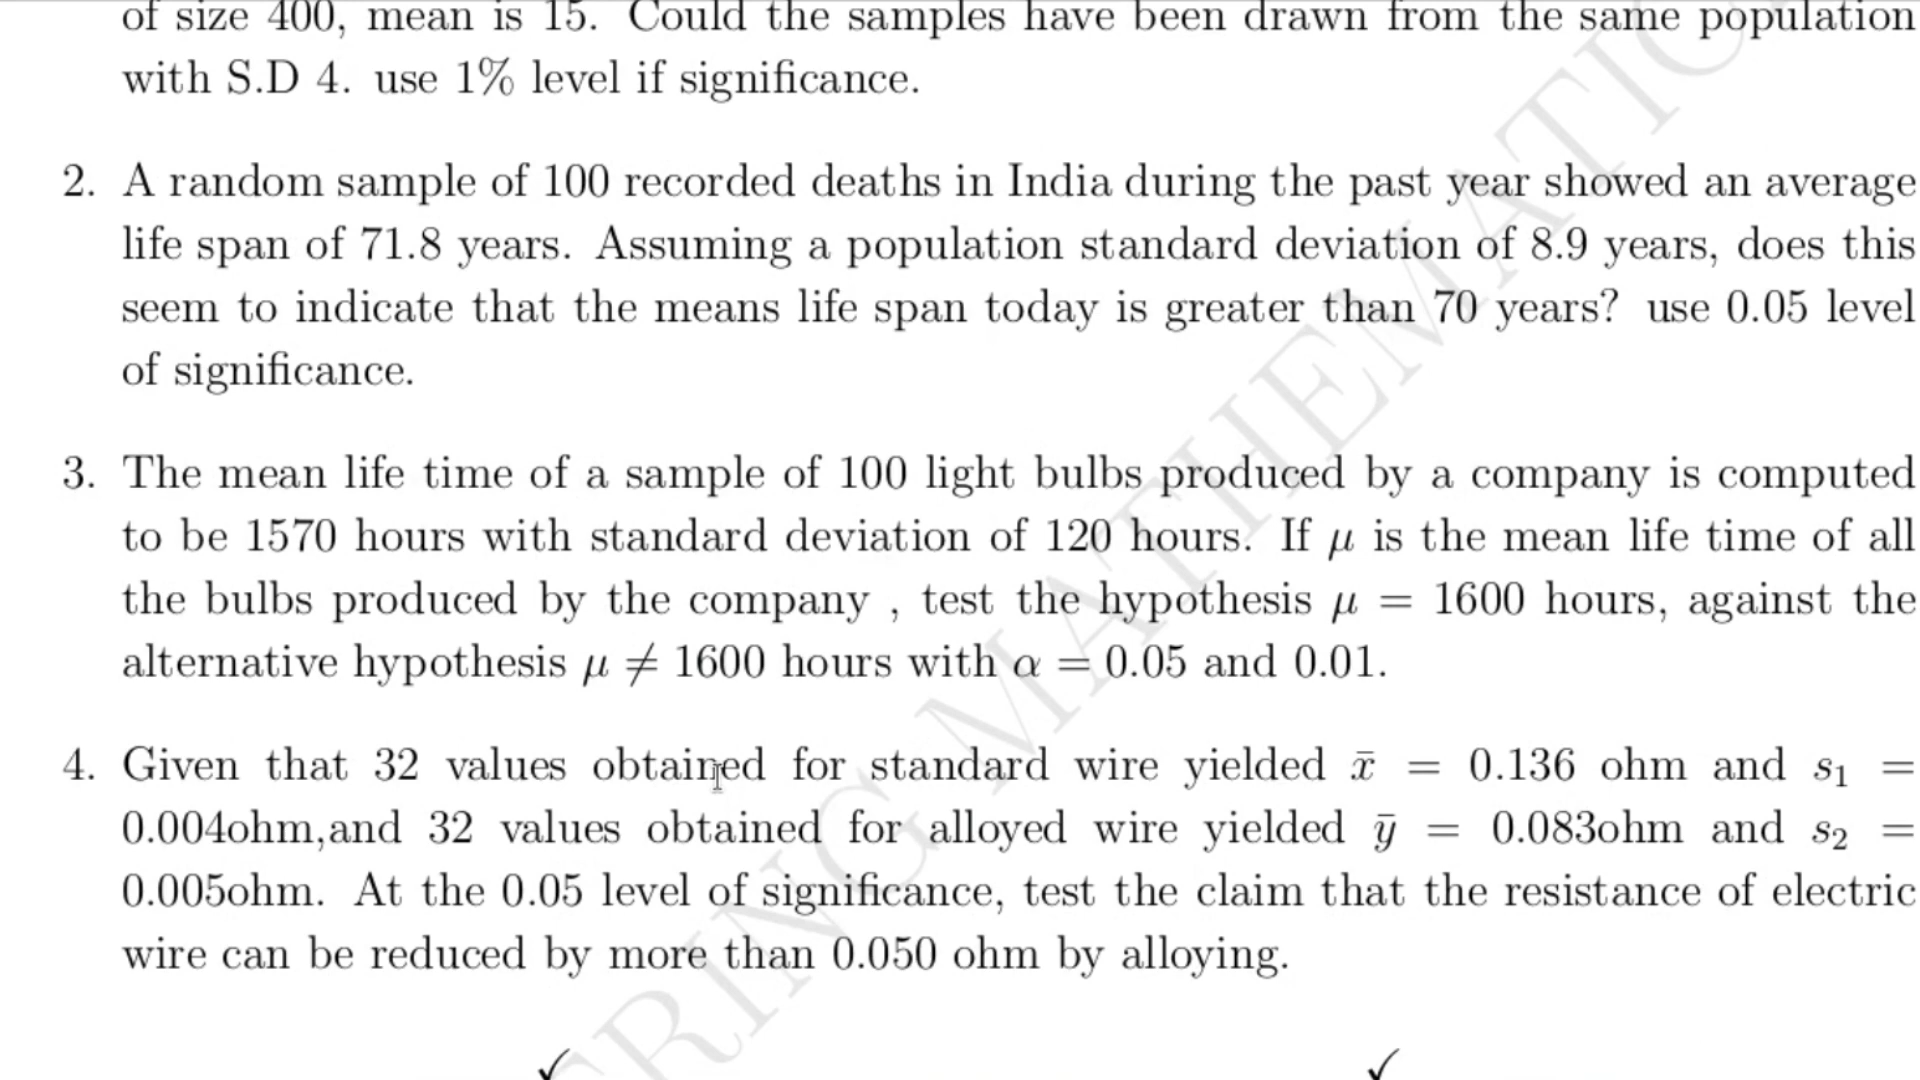 of size 400, mean is 15. Could the samples have been drawn from the same population
with S.D 4. use 1% level if significance.
2. A random sample of 100 recorded deaths in India during the past year showed an average
life span of 71.8 years. Assuming a population standard deviation of 8.9 years, does this
seem to indicate that the means life span today is greater than 70 years? use 0.05 level
of significance.
3. The mean life time of a sample of 100 light bulbs produced by a company is computed
to be 1570 hours with standard deviation of 120 hours. If μ is the mean life time of all
the bulbs produced by the company , test the hypothesis μ = 1600 hours, against the
alternative hypothesis μ ≠ 1600 hours with α = 0.05 and 0.01.
4. Given that 32 values obtained for standard wire yielded x̄ = 0.136 ohm and s₁ =
0.004ohm,and 32 values obtained for alloyed wire yielded ȳ = 0.083ohm and s₂ =
0.005ohm. At the 0.05 level of significance, test the claim that the resistance of electric
wire can be reduced by more than 0.050 ohm by alloying.
RING MATHEMATIC